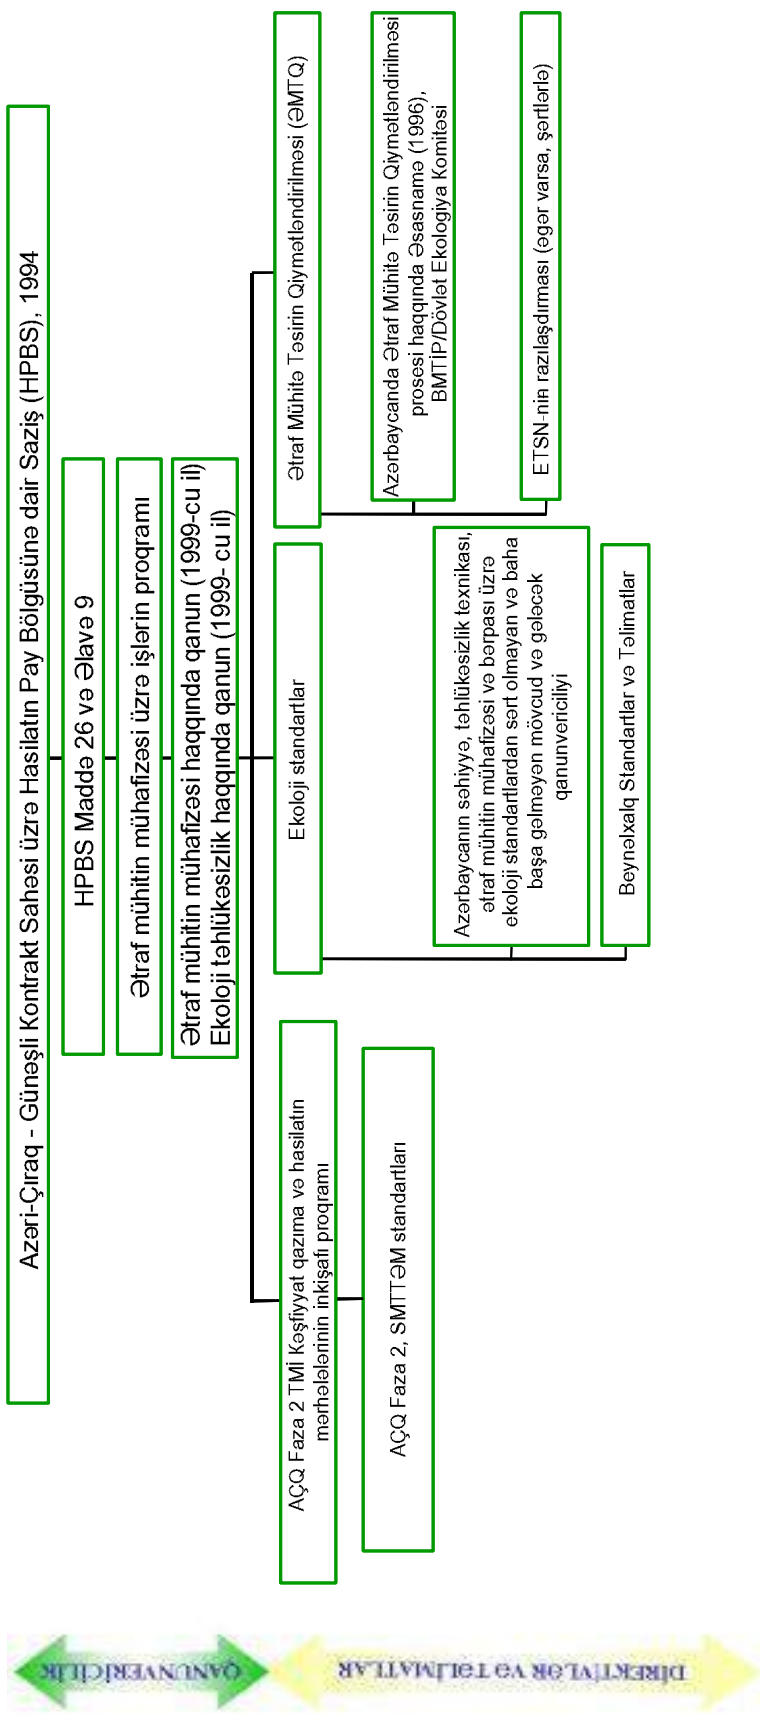 Azəri-Çıraq - Günəşli Kontrakt Sahəsi üzrə Hasilatın Pay Bölgüsünə dair Saziş (HPBS), 1994
HPBS Maddə 26 və Əlavə 9
Ətraf mühitin mühafizəsi üzrə işlərin proqramı
Ətraf mühitin mühafizəsi haqqında qanun (1999-cu il)
Ekoloji təhlükəsizlik haqqında qanun (1999- cu il)
AÇQ Faza 2 TMİ Kəşfiyyat qazıma və hasilatın
mərhələlərinin inkişafı proqramı
AÇQ Faza 2, SMTTƏM standartları
Ekoloji standartlar
Azərbaycanın səhiyyə, təhlükəsizlik texnikası,
ətraf mühitin mühafizəsi və bərpası üzrə
ekoloji standartlardan sərt olmayan və baha
başa gəlməyən mövcud və gələcək
qanunvericiliyi
Beynəlxalq Standartlar və Təlimatlar
Ətraf Mühitə Təsirin Qiymətləndirilməsi (ƏMTQ)
Azərbaycanda Ətraf Mühitə Təsirin Qiymətləndirilməsi
prosesi haqqında Əsasnamə (1996),
BMTİP/Dövlət Ekologiya Komitəsi
ETSN-nin razılaşdırması (əgər varsa, şərtlərlə)
QANUNVERICILIK
DİREKTİVLƏR VƏ TƏLİMATLAR